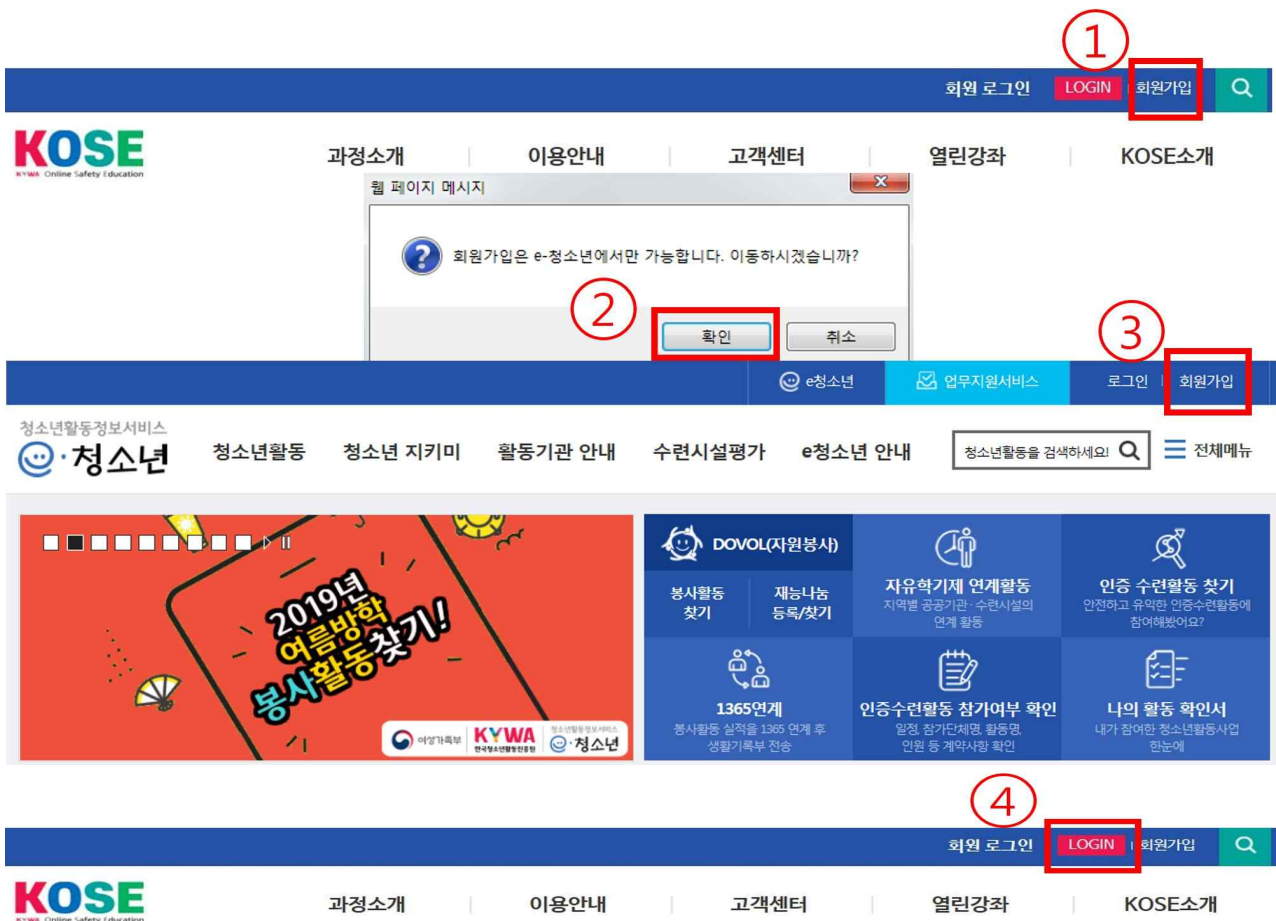 ①
회원 로그인 LOGIN 회원가입
KOSE
KYWA Online Safety Education
과정소개 이용안내 고객센터 열린강좌 KOSE소개
웹 페이지 메시지
회원가입은 e-청소년에서만 가능합니다. 이동하시겠습니까?
②
확인 취소
③
e청소년 업무지원서비스 로그인 회원가입
청소년활동정보서비스
e·청소년
청소년활동 청소년 지키미 활동기관 안내 수련시설평가 e청소년 안내 청소년활동을 검색하세요! 전체메뉴
2019년
여름방학
봉사활동찾기!
여성가족부 KYWA 한국청소년활동진흥원 청소년활동정보서비스 e·청소년
DOVOL(자원봉사)
봉사활동
찾기
재능나눔
등록/찾기
자유학기제 연계활동
지역별 공공기관·수련시설의
연계 활동
인증 수련활동 찾기
안전하고 유익한 인증수련활동에
참여해봤어요?
1365연계
봉사활동 실적을 1365 연계 후
생활기록부 전송
인증수련활동 참가여부 확인
일정, 참가단체명, 활동명,
인원 등 계약사항 확인
나의 활동 확인서
내가 참여한 청소년활동사업
한눈에
④
회원 로그인 LOGIN 회원가입
KOSE
KYWA Online Safety Education
과정소개 이용안내 고객센터 열린강좌 KOSE소개